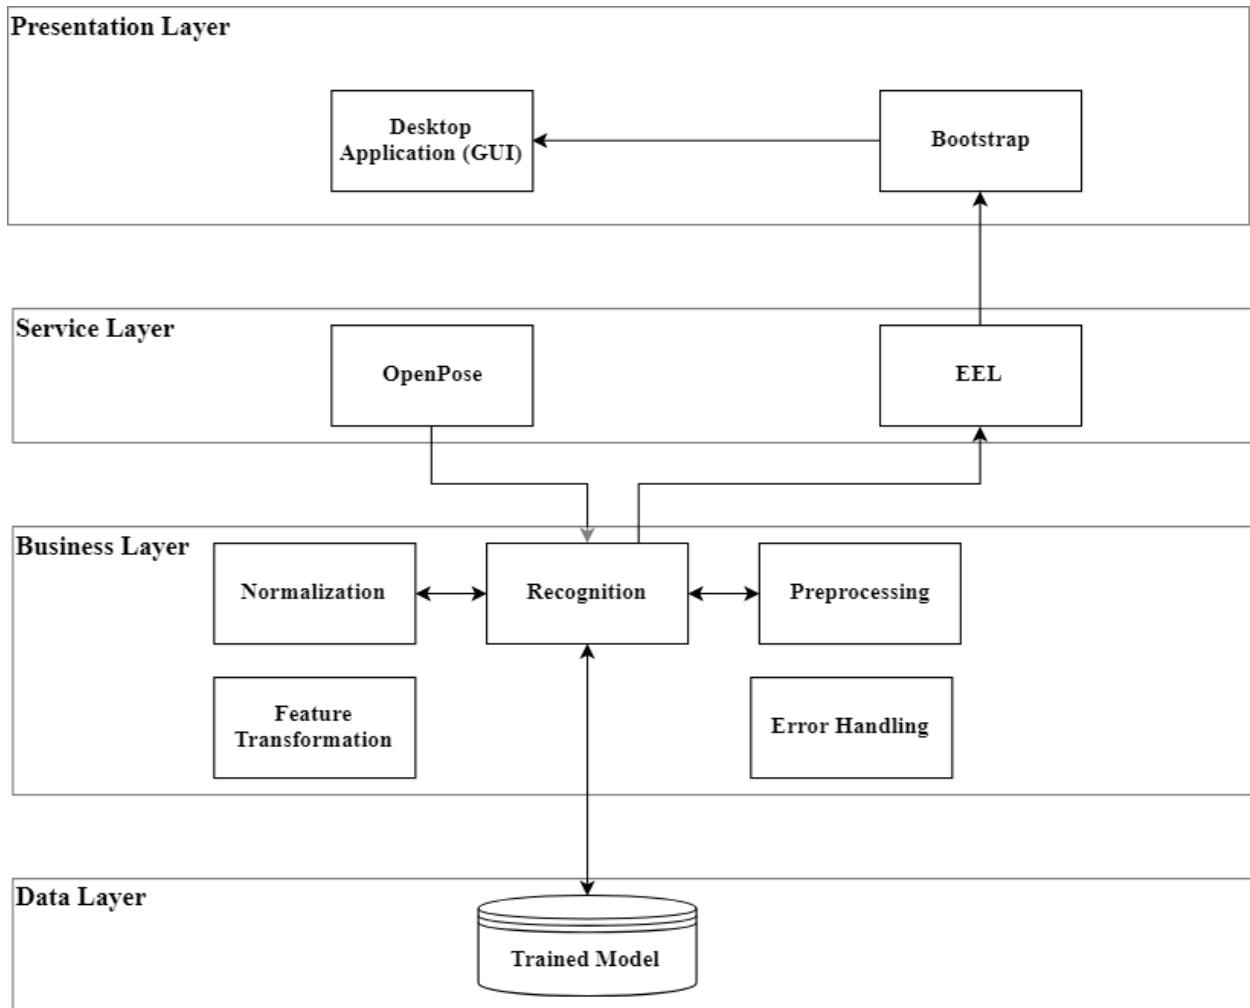 Presentation Layer
Desktop
Application (GUI)
Bootstrap
Service Layer
OpenPose
EEL
Business Layer
Normalization
Recognition
Preprocessing
Feature
Transformation
Error Handling
Data Layer
Trained Model